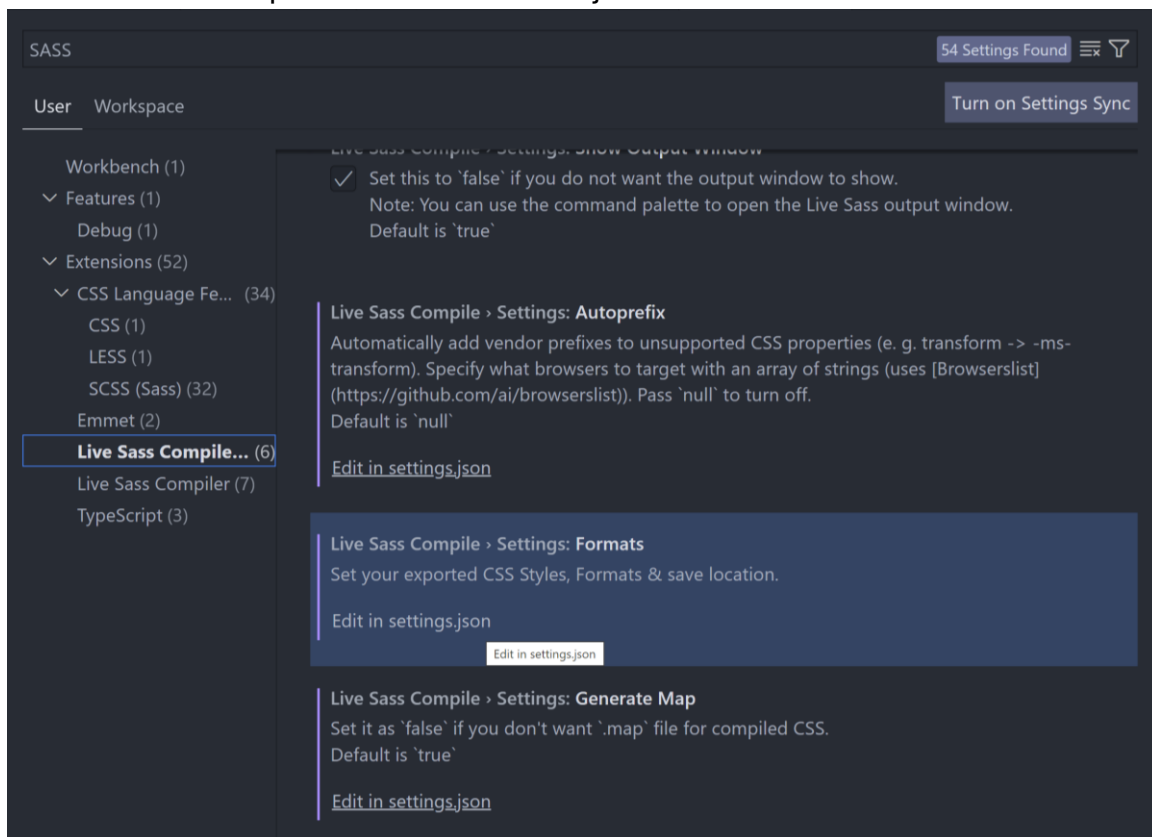 SASS
54 Settings Found
User Workspace
Turn on Settings Sync
Workbench (1)
Features (1)
Debug (1)
Extensions (52)
CSS Language Fe... (34)
CSS (1)
LESS (1)
SCSS (Sass) (32)
Emmet (2)
Live Sass Compile... (6)
Live Sass Compiler (7)
TypeScript (3)
Live Sass Compile › Settings: Show Output Window
Set this to `false` if you do not want the output window to show.
Note: You can use the command palette to open the Live Sass output window.
Default is `true`
Live Sass Compile › Settings: Autoprefix
Automatically add vendor prefixes to unsupported CSS properties (e. g. transform -> -ms-
transform). Specify what browsers to target with an array of strings (uses [Browserslist]
(https://github.com/ai/browserslist)). Pass `null` to turn off.
Default is `null`
Edit in settings.json
Live Sass Compile › Settings: Formats
Set your exported CSS Styles, Formats & save location.
Edit in settings.json
Edit in settings.json
Live Sass Compile › Settings: Generate Map
Set it as `false` if you don't want `.map` file for compiled CSS.
Default is `true`
Edit in settings.json